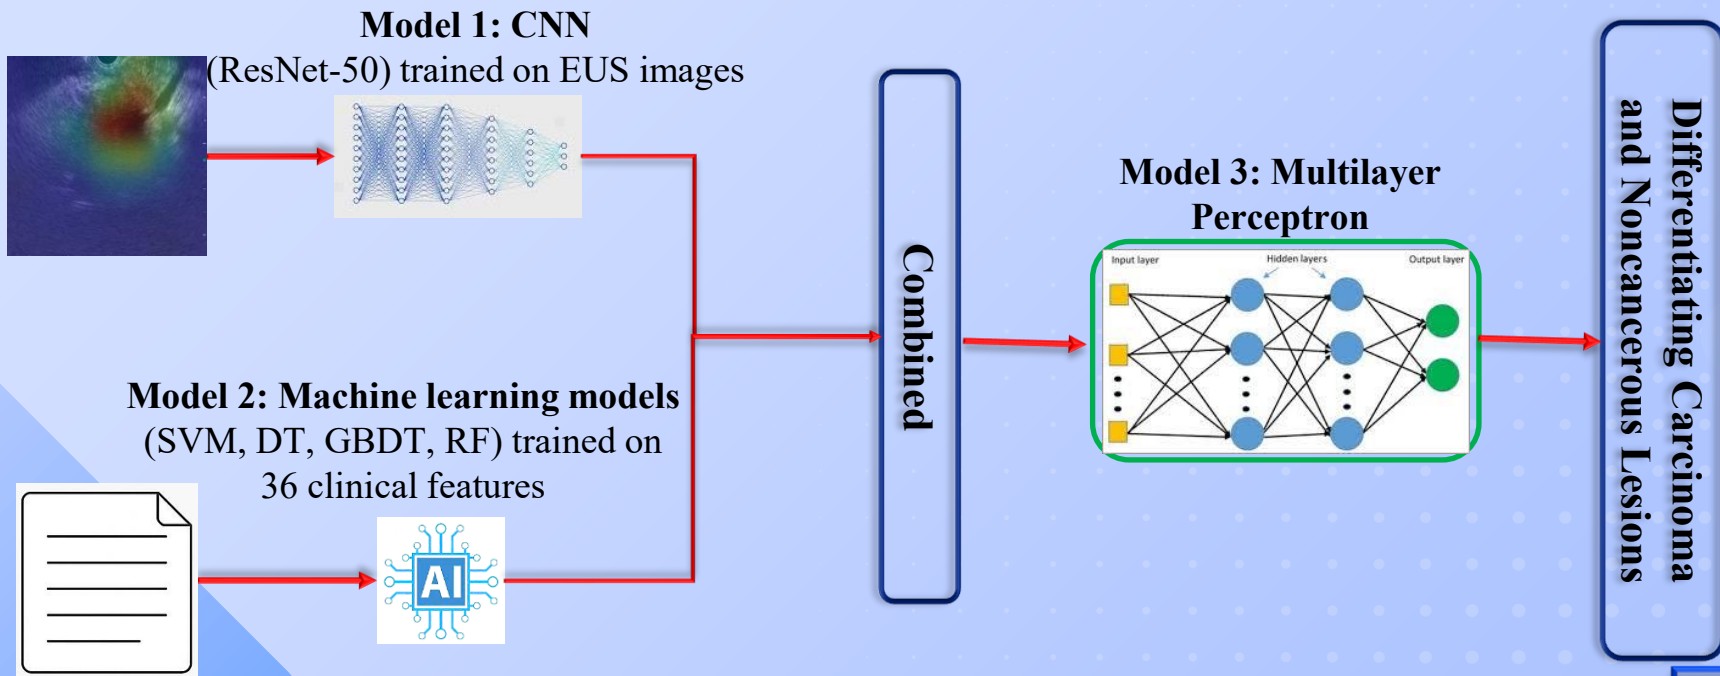 Model 1: CNN
(ResNet-50) trained on EUS images
Model 2: Machine learning models
(SVM, DT, GBDT, RF) trained on
36 clinical features
AI
Combined
Model 3: Multilayer
Perceptron
Input layer
Hidden layers
Output layer
Differentiating Carcinoma
and Noncancerous Lesions